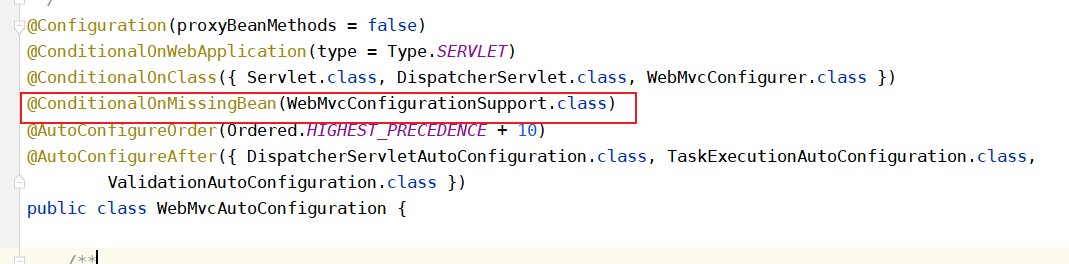 /
@Configuration(proxyBeanMethods = false)
@ConditionalOnWebApplication(type = Type.SERVLET)
@ConditionalOnClass({ Servlet.class, DispatcherServlet.class, WebMvcConfigurer.class })
@ConditionalOnMissingBean(WebMvcConfigurationSupport.class)
@AutoConfigureOrder(Ordered.HIGHEST_PRECEDENCE + 10)
@AutoConfigureAfter({ DispatcherServletAutoConfiguration.class, TaskExecutionAutoConfiguration.class,
ValidationAutoConfiguration.class })
public class WebMvcAutoConfiguration {
/**